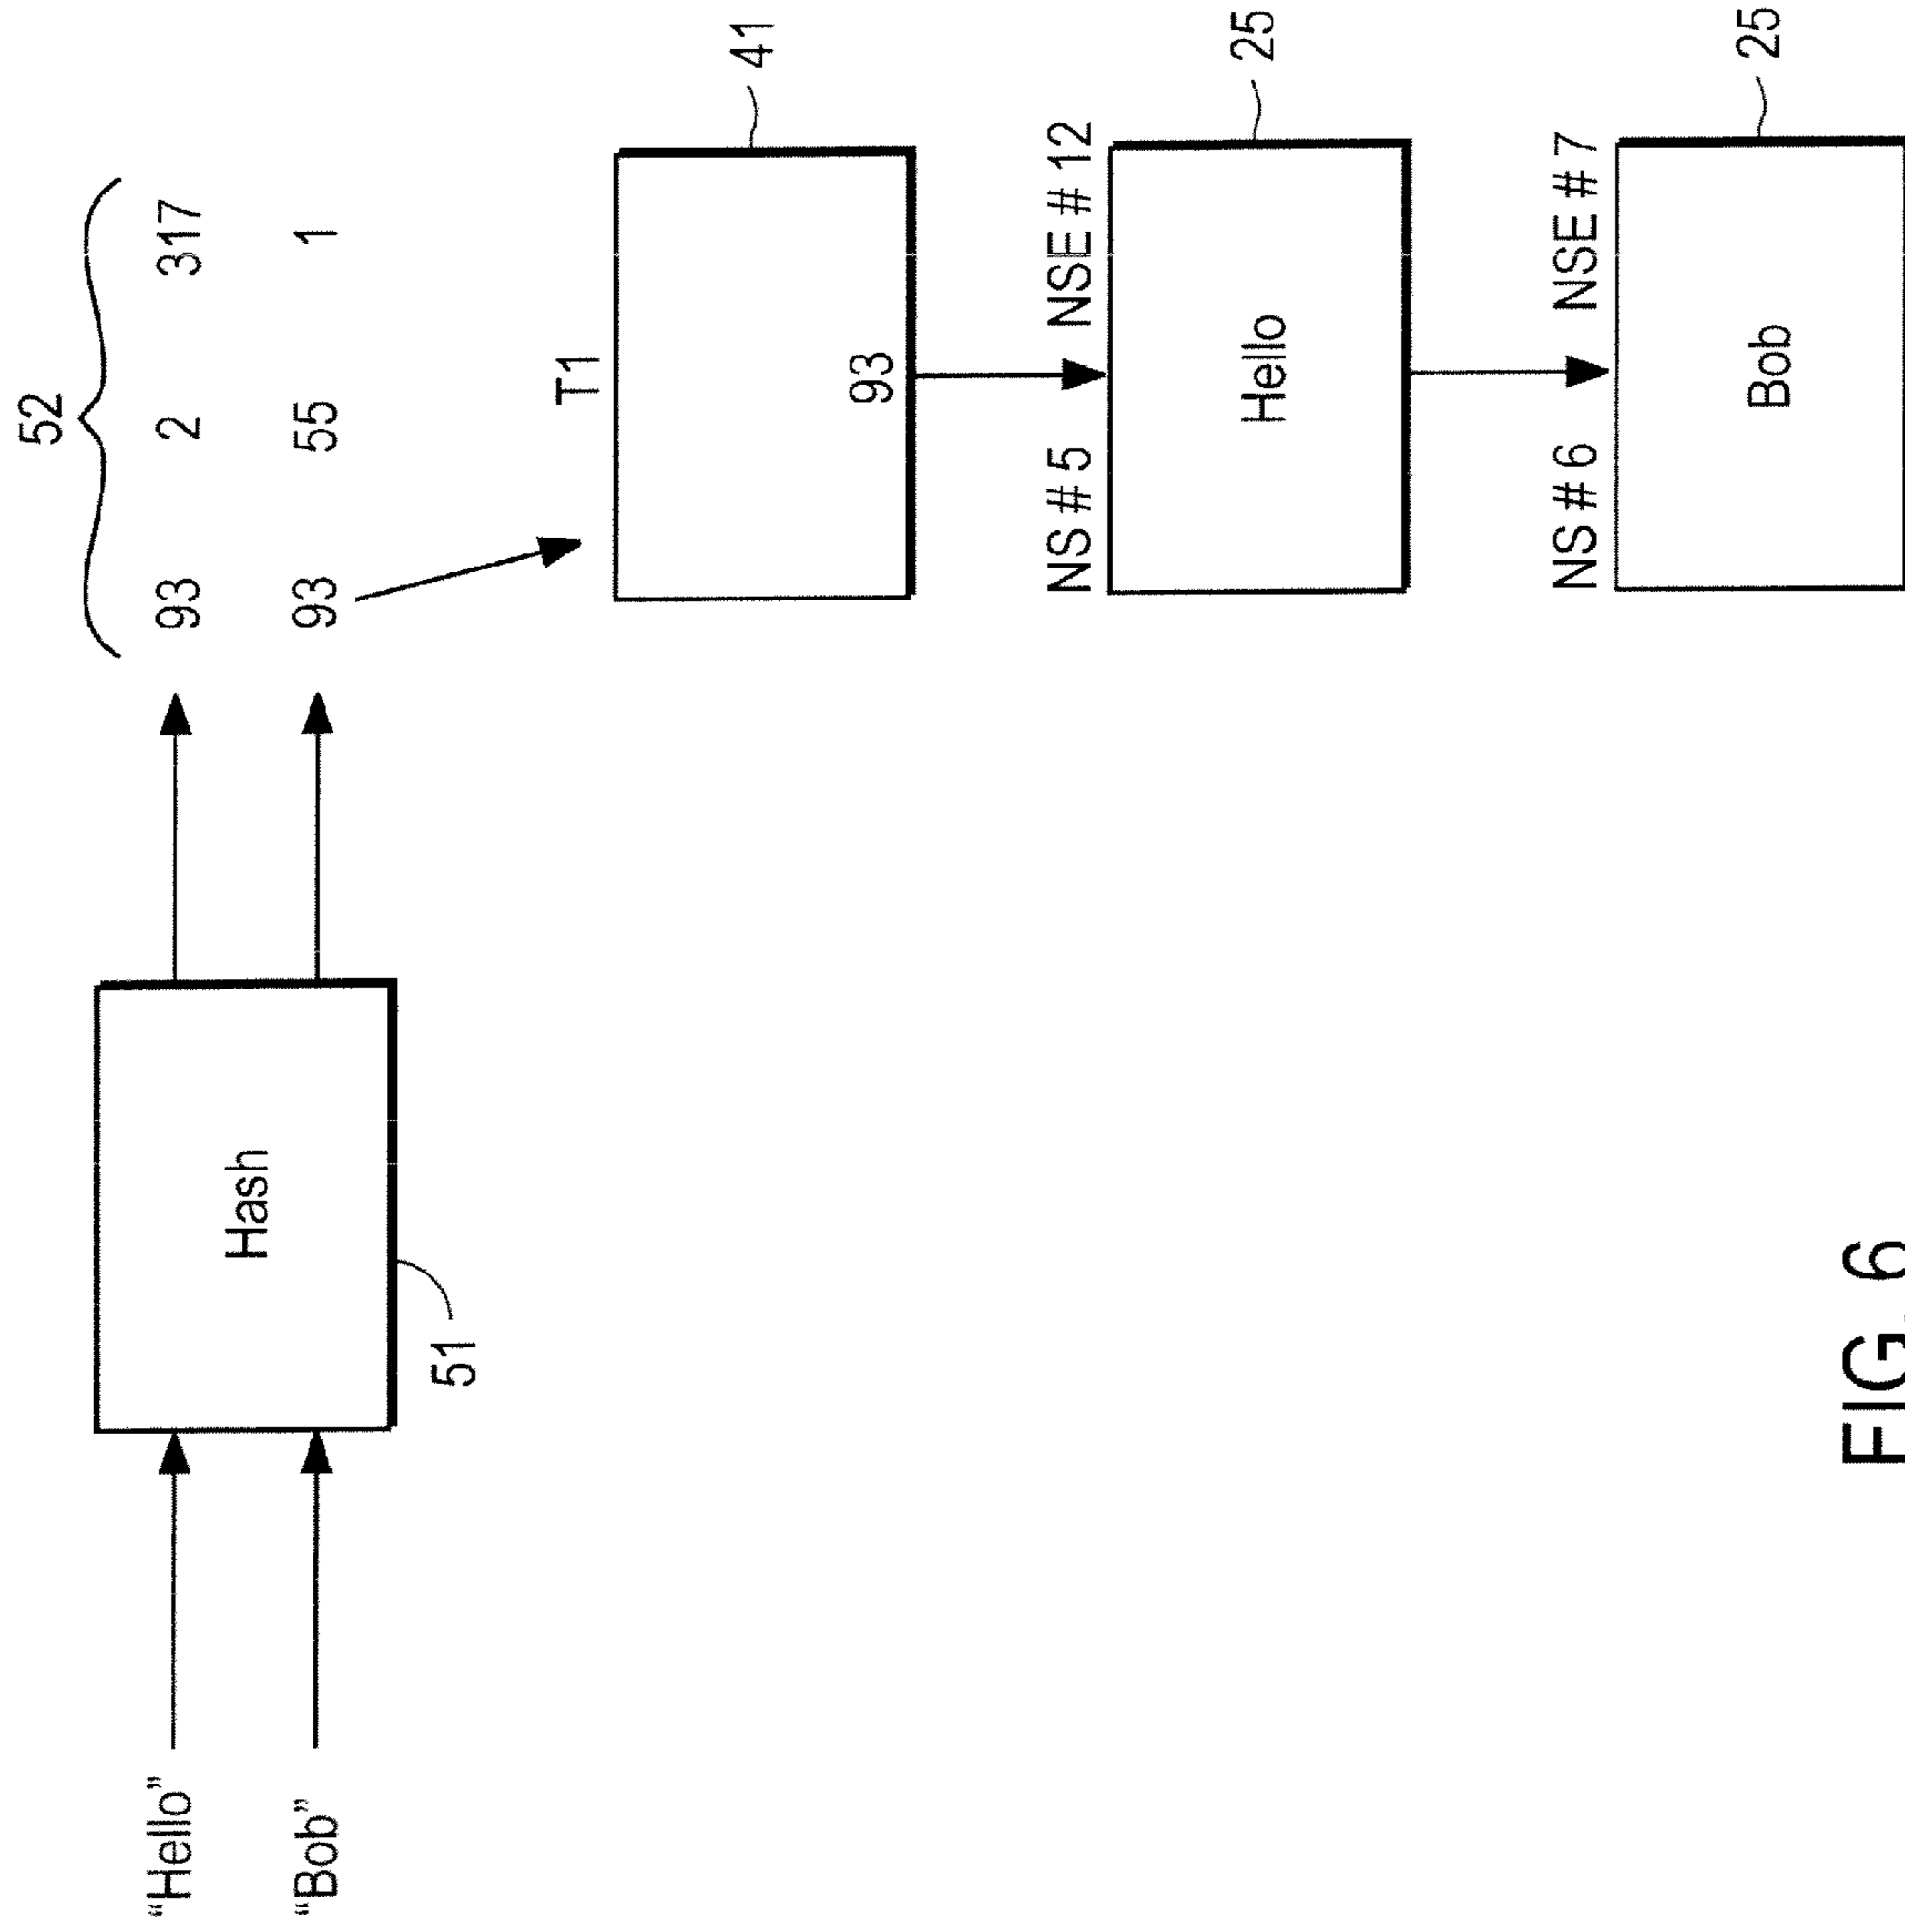 52
"Hello"
Hash
93 2 317
"Bob"
93 55 1
51
T1
93
41
NS # 5 NSE # 12
Hello
25
NS # 6 NSE # 7
Bob
25
FIG. 6